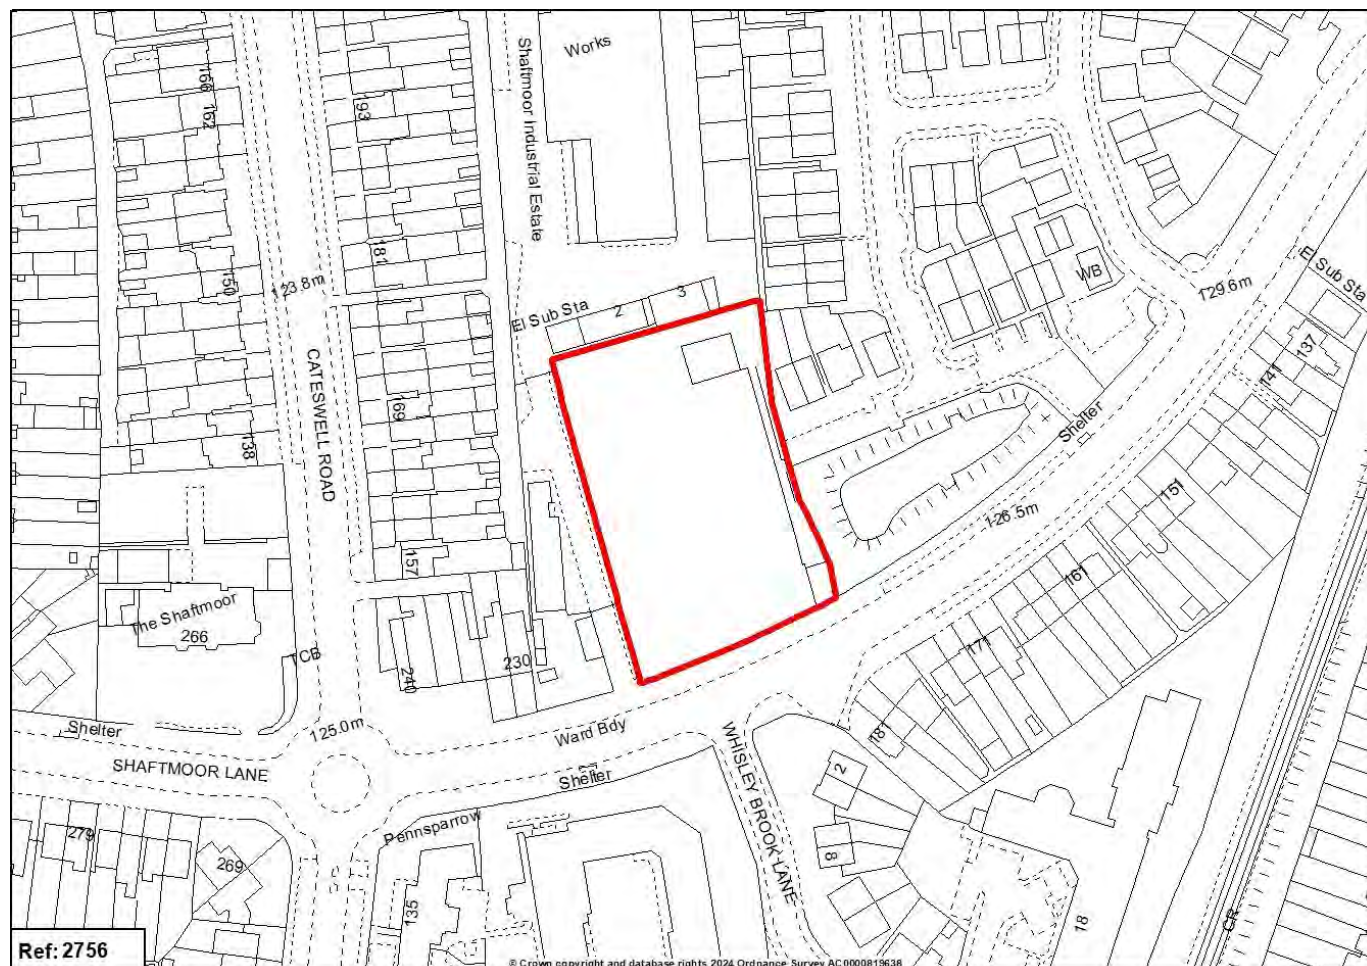 Works
Shaftmoor Industrial Estate
166
162
193
181
150
123.8m
El Sub Sta
2
3
WB
129.6m
El Sub Sta
137
141
CATESWELL ROAD
169
138
Shelter
151
126.5m
157
161
The Shaftmoor
266
TCB
230
240
171
Shelter
125.0m
Ward Bdy
WHISLEY BROOK LANE
181
SHAFTMOOR LANE
Shelter
2
Pennsparrow
279
269
8
135
18
CR
Ref: 2756
© Crown copyright and database rights 2024 Ordnance Survey AC0000819636